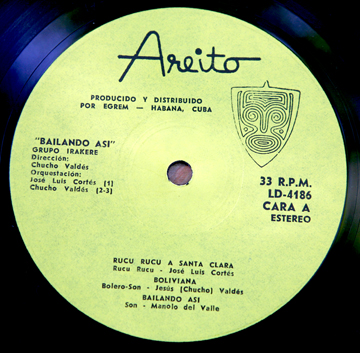 Areito
PRODUCIDO Y DISTRIBUIDO
POR EGREM — HABANA, CUBA
"BAILANDO ASI"
GRUPO IRAKERE
Dirección:
Chucho Valdés
Orquestación:
José Luis Cortés (1)
Chucho Valdés (2-3)
33 R.P.M.
LD-4186
CARA A
ESTEREO
RUCU RUCU A SANTA CLARA
Rucu Rucu - José Luis Cortés
BOLIVIANA
Bolero-Son - Jesús (Chucho) Valdés
BAILANDO ASI
Son - Manolo del Valle